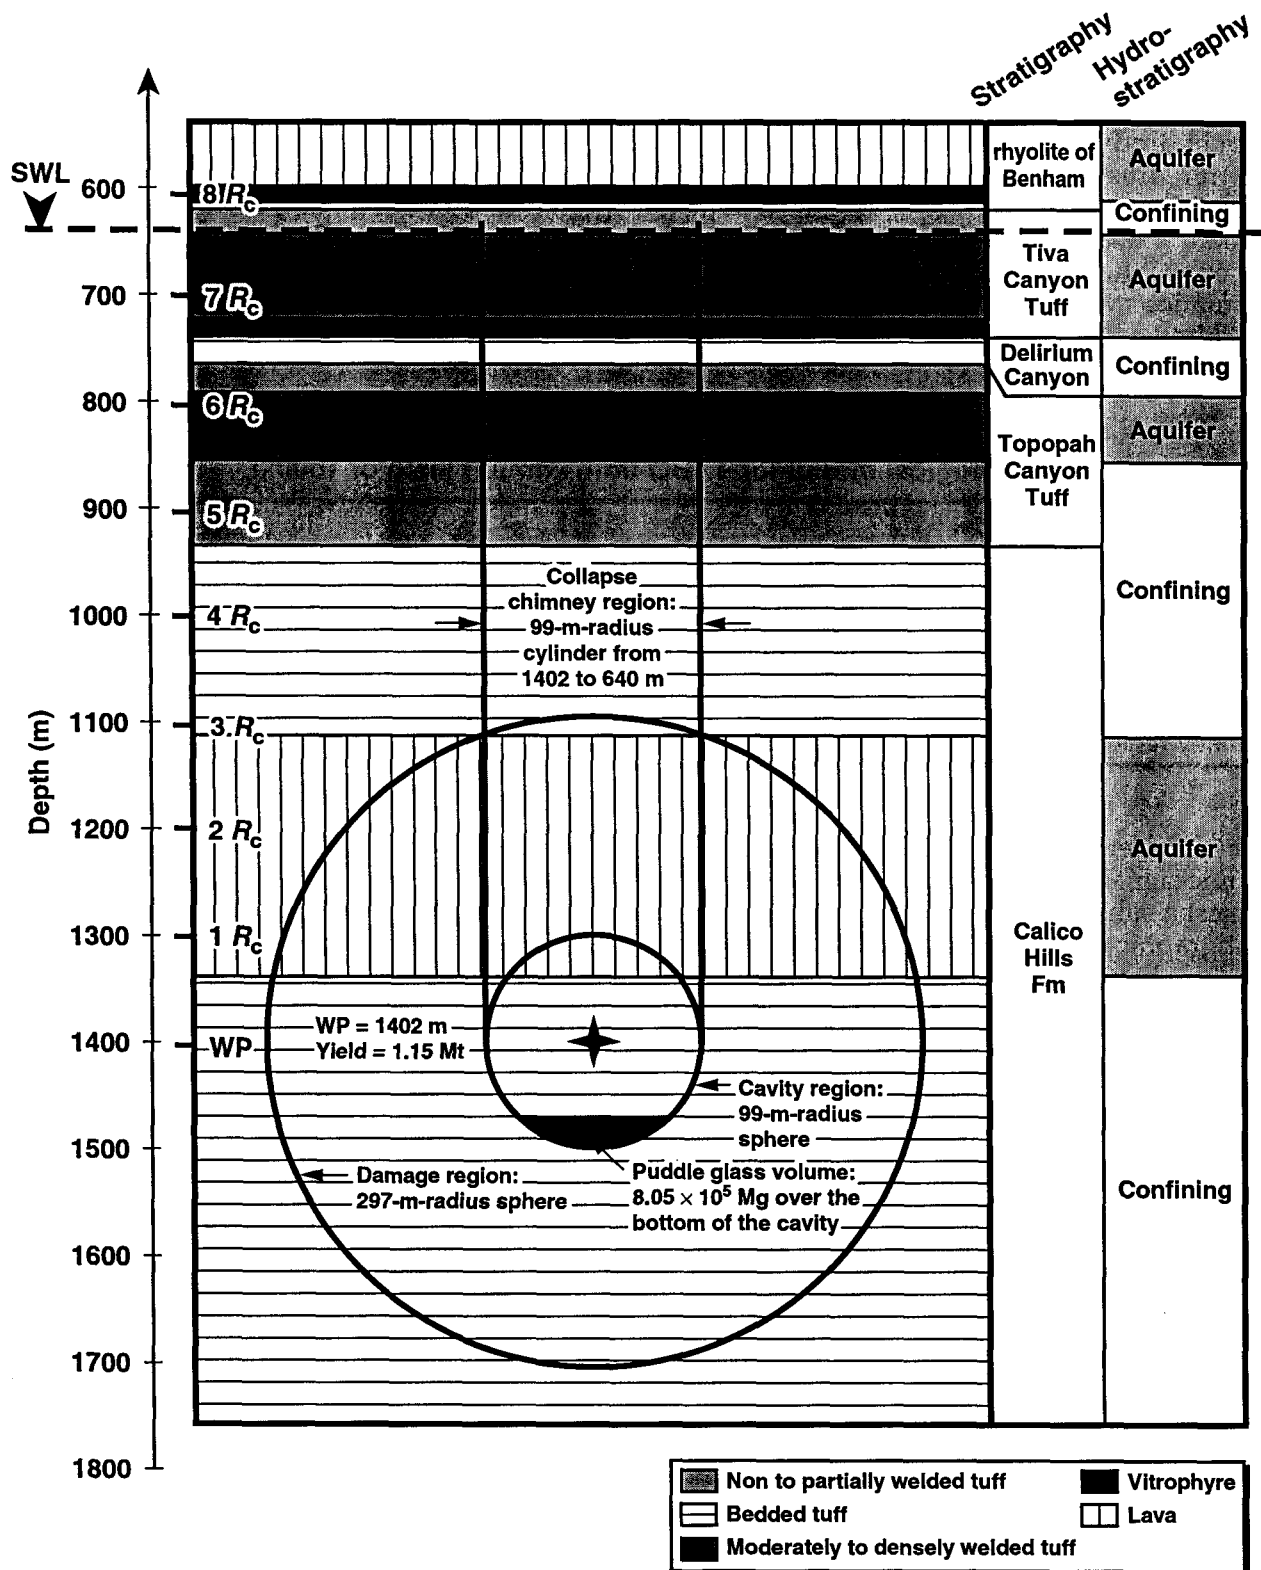 Stratigraphy
Hydro-
stratigraphy
SWL
Depth (m)
600
700
800
900
1000
1100
1200
1300
1400
1500
1600
1700
1800
8 Rc
7 Rc
6 Rc
5 Rc
4 Rc
3 Rc
2 Rc
1 Rc
WP
rhyolite of
Benham
Tiva
Canyon
Tuff
Delirium
Canyon
Topopah
Canyon
Tuff
Calico
Hills
Fm
Aquifer
Confining
Aquifer
Confining
Aquifer
Confining
Aquifer
Confining
Collapse
chimney region:
99-m-radius
cylinder from
1402 to 640 m
WP = 1402 m
Yield = 1.15 Mt
Cavity region:
99-m-radius
sphere
Damage region:
297-m-radius sphere
Puddle glass volume:
8.05 × 10⁵ Mg over the
bottom of the cavity
Non to partially welded tuff
Bedded tuff
Moderately to densely welded tuff
Vitrophyre
Lava